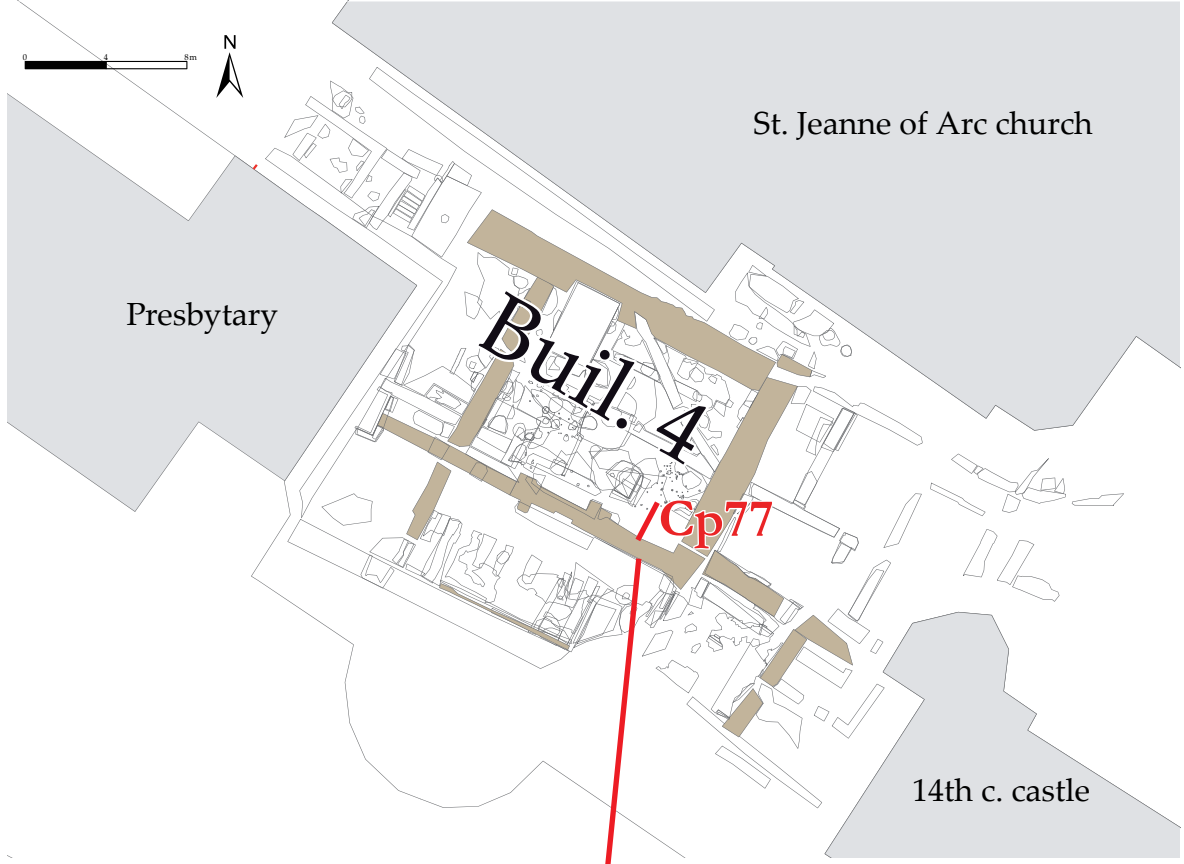 0 4 8m
N
St. Jeanne of Arc church
Presbytary
Buil. 4
Cp77
14th c. castle